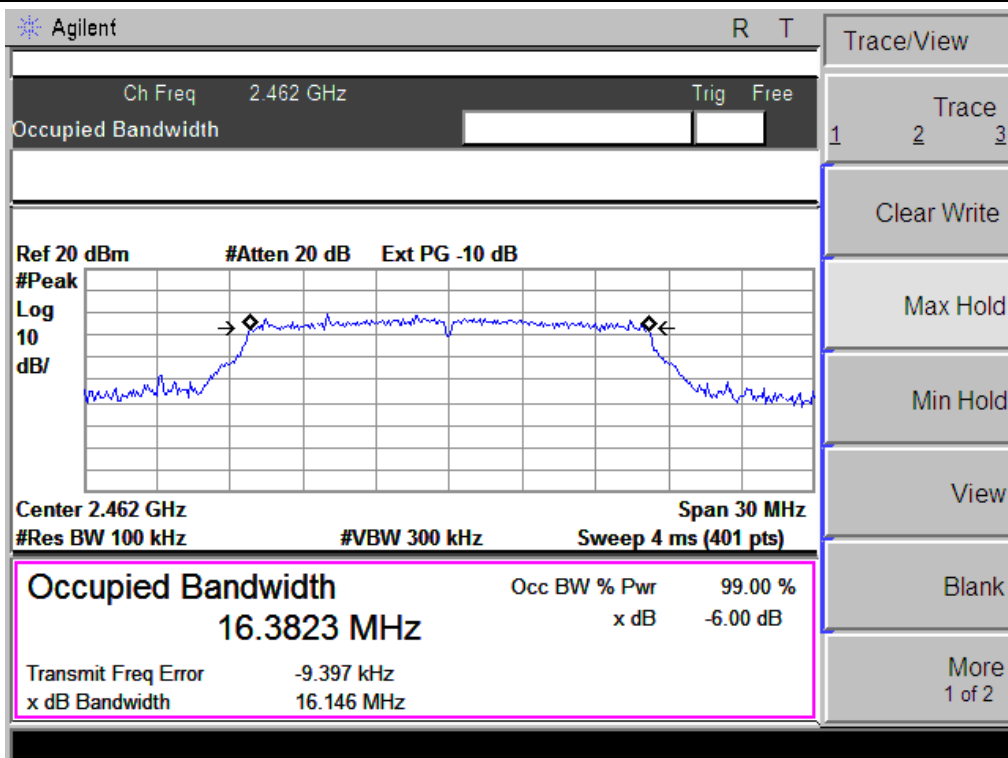 Agilent R T
Trace/View
Ch Freq 2.462 GHz Trig Free
Occupied Bandwidth
Trace
1 2 3
Clear Write
Max Hold
Min Hold
View
Blank
More
1 of 2
Ref 20 dBm #Atten 20 dB Ext PG -10 dB
#Peak
Log
10
dB/
Center 2.462 GHz Span 30 MHz
#Res BW 100 kHz #VBW 300 kHz Sweep 4 ms (401 pts)
Occupied Bandwidth Occ BW % Pwr 99.00 %
16.3823 MHz x dB -6.00 dB
Transmit Freq Error -9.397 kHz
x dB Bandwidth 16.146 MHz